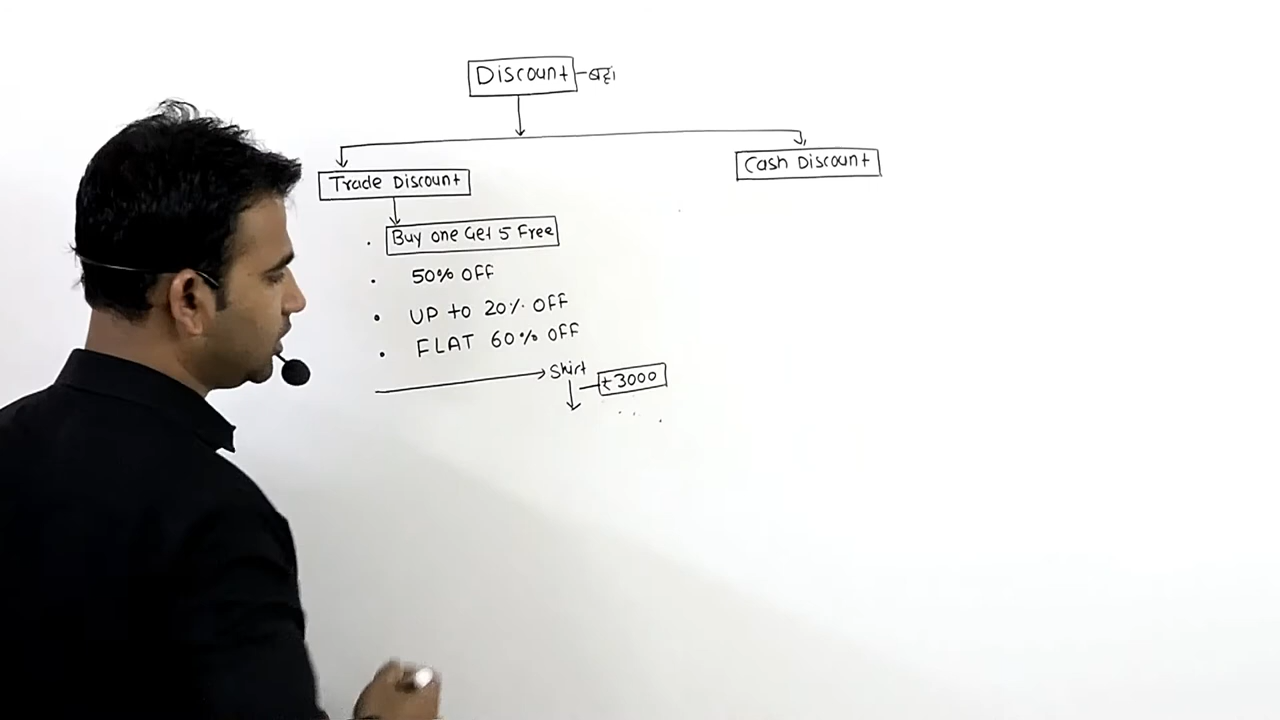 Discount
Trade Discount
Cash Discount
Buy one Get 5 Free
50% OFF
UP to 20% OFF
FLAT 60% OFF
Shirt
₹3000